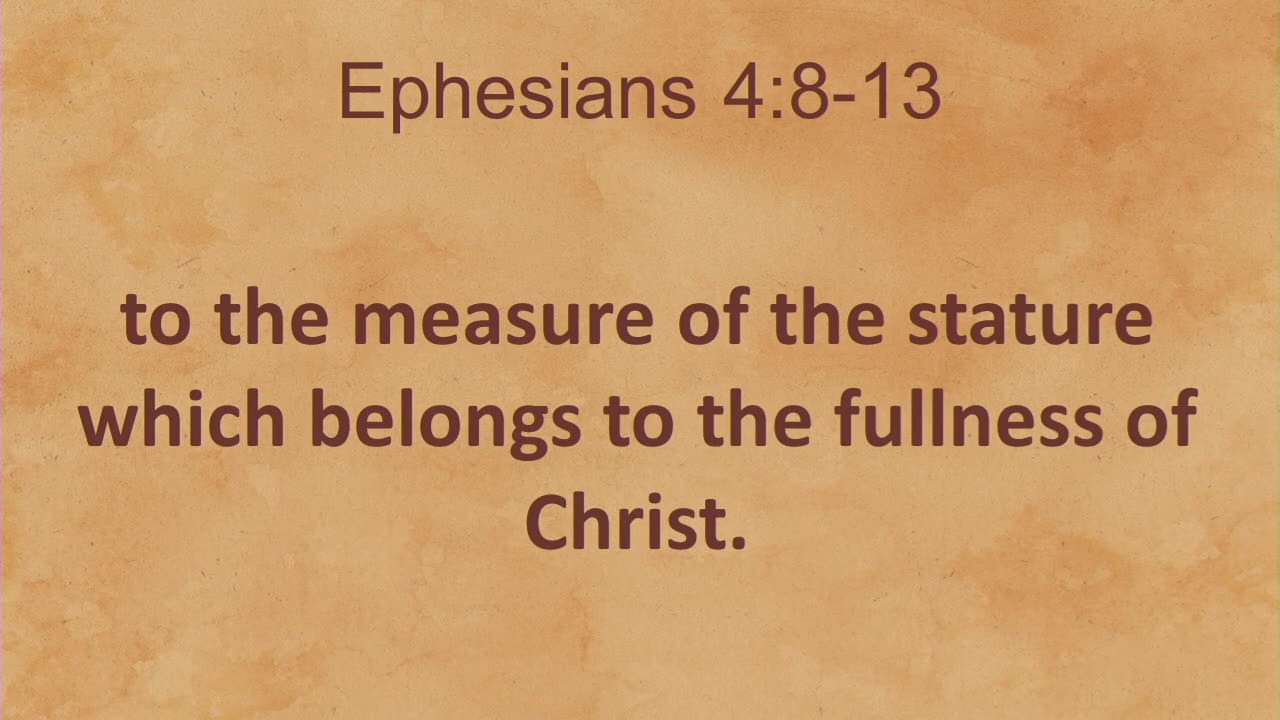 Ephesians 4:8-13
to the measure of the stature
which belongs to the fullness of
Christ.